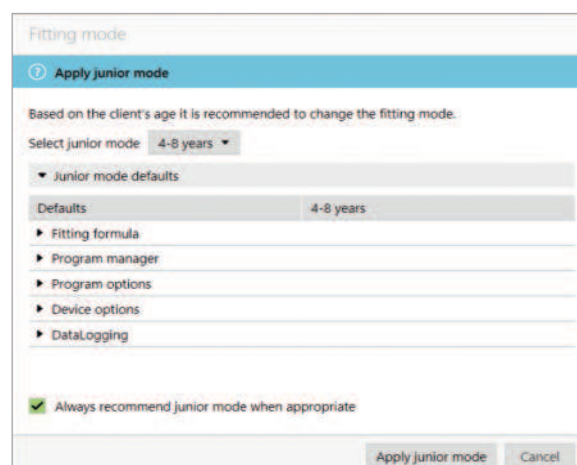 Fitting mode
? Apply junior mode
Based on the client's age it is recommended to change the fitting mode.
Select junior mode 4-8 years
Junior mode defaults
Defaults 4-8 years
Fitting formula
Program manager
Program options
Device options
DataLogging
Always recommend junior mode when appropriate
Apply junior mode Cancel